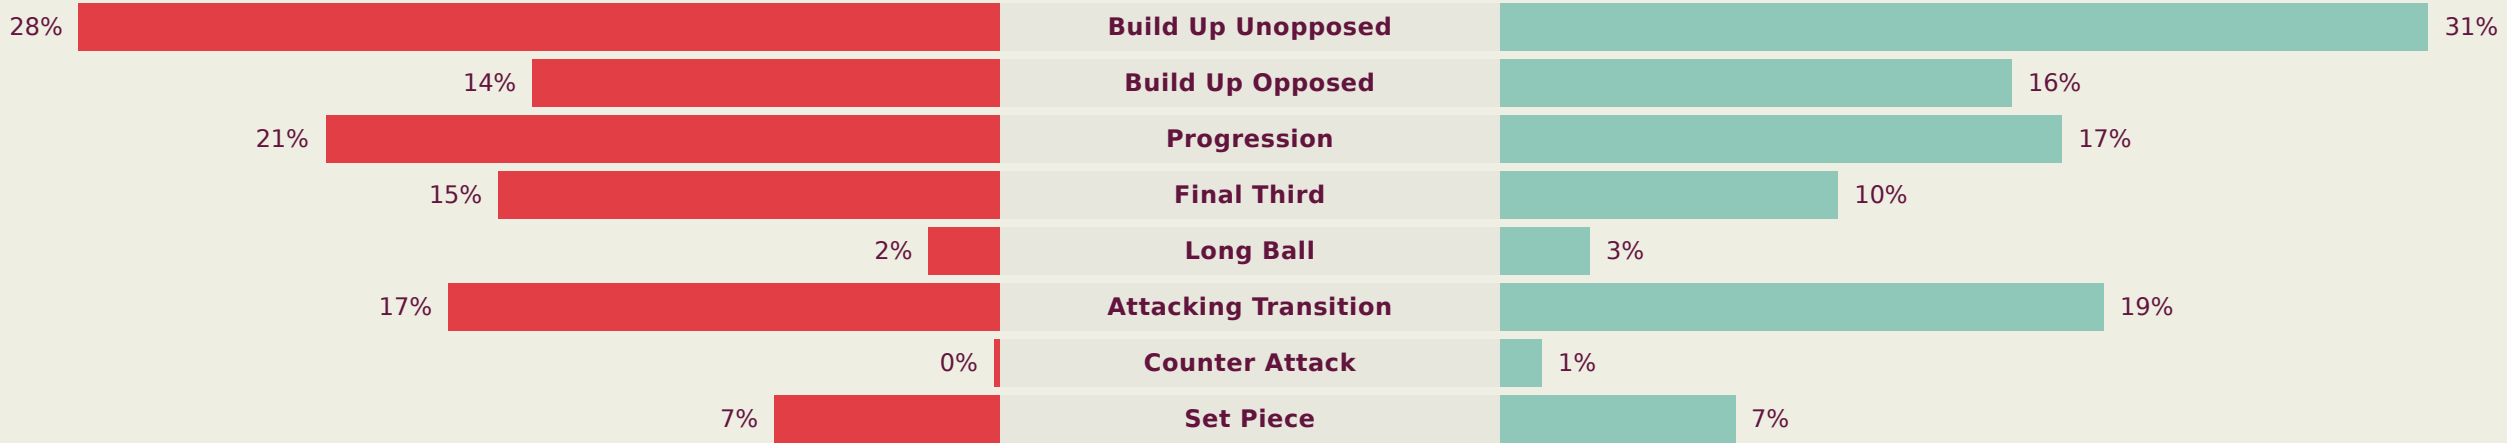 28% Build Up Unopposed 31%
14% Build Up Opposed 16%
21% Progression 17%
15% Final Third 10%
2% Long Ball 3%
17% Attacking Transition 19%
0% Counter Attack 1%
7% Set Piece 7%